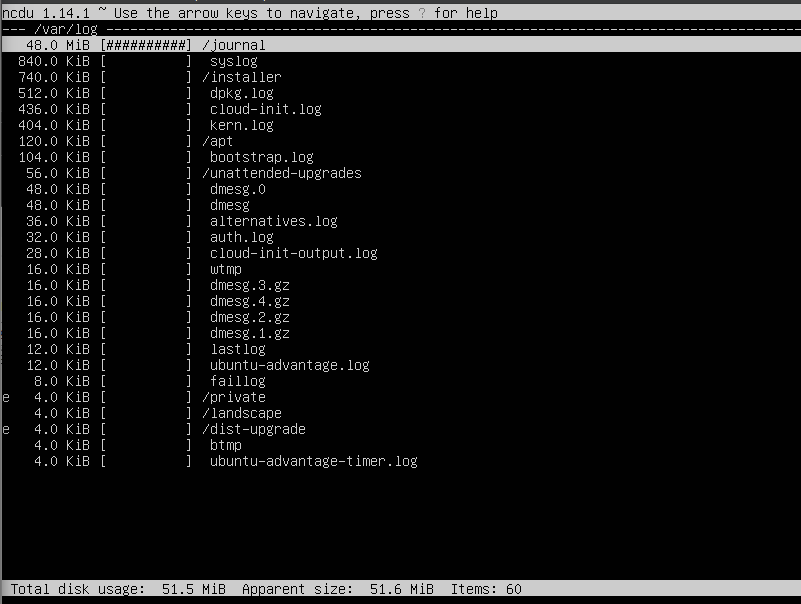 ncdu 1.14.1 ~ Use the arrow keys to navigate, press ? for help
--- /var/log ---------------------------------------------------------------------------------------
   48.0 MiB [##########] /journal
  840.0 KiB [          ]  syslog
  740.0 KiB [          ] /installer
  512.0 KiB [          ]  dpkg.log
  436.0 KiB [          ]  cloud-init.log
  404.0 KiB [          ]  kern.log
  120.0 KiB [          ] /apt
  104.0 KiB [          ]  bootstrap.log
   56.0 KiB [          ] /unattended-upgrades
   48.0 KiB [          ]  dmesg.0
   48.0 KiB [          ]  dmesg
   36.0 KiB [          ]  alternatives.log
   32.0 KiB [          ]  auth.log
   28.0 KiB [          ]  cloud-init-output.log
   16.0 KiB [          ]  wtmp
   16.0 KiB [          ]  dmesg.3.gz
   16.0 KiB [          ]  dmesg.4.gz
   16.0 KiB [          ]  dmesg.2.gz
   16.0 KiB [          ]  dmesg.1.gz
   12.0 KiB [          ]  lastlog
   12.0 KiB [          ]  ubuntu-advantage.log
    8.0 KiB [          ]  faillog
e   4.0 KiB [          ] /private
    4.0 KiB [          ] /landscape
e   4.0 KiB [          ] /dist-upgrade
    4.0 KiB [          ]  btmp
    4.0 KiB [          ]  ubuntu-advantage-timer.log
 Total disk usage:  51.5 MiB  Apparent size:  51.6 MiB  Items: 60